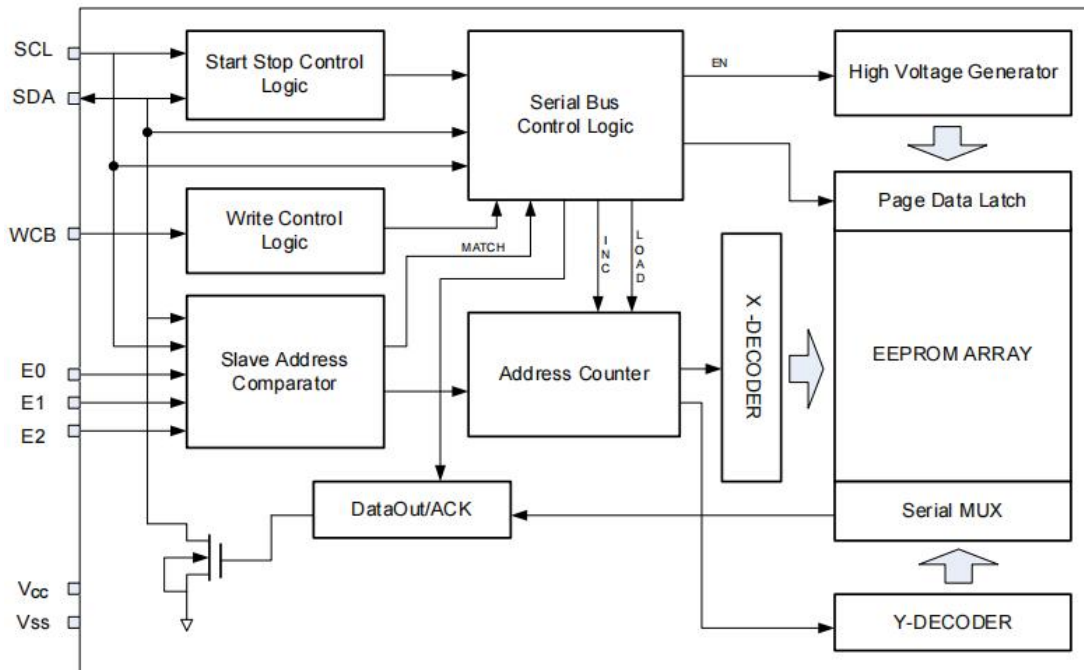 SCL
SDA
WCB
E0
E1
E2
Vcc
Vss
Start Stop Control
Logic
Write Control
Logic
Slave Address
Comparator
Serial Bus
Control Logic
EN
MATCH
INC
LOAD
Address Counter
DataOut/ACK
X -DECODER
High Voltage Generator
Page Data Latch
EEPROM ARRAY
Serial MUX
Y-DECODER